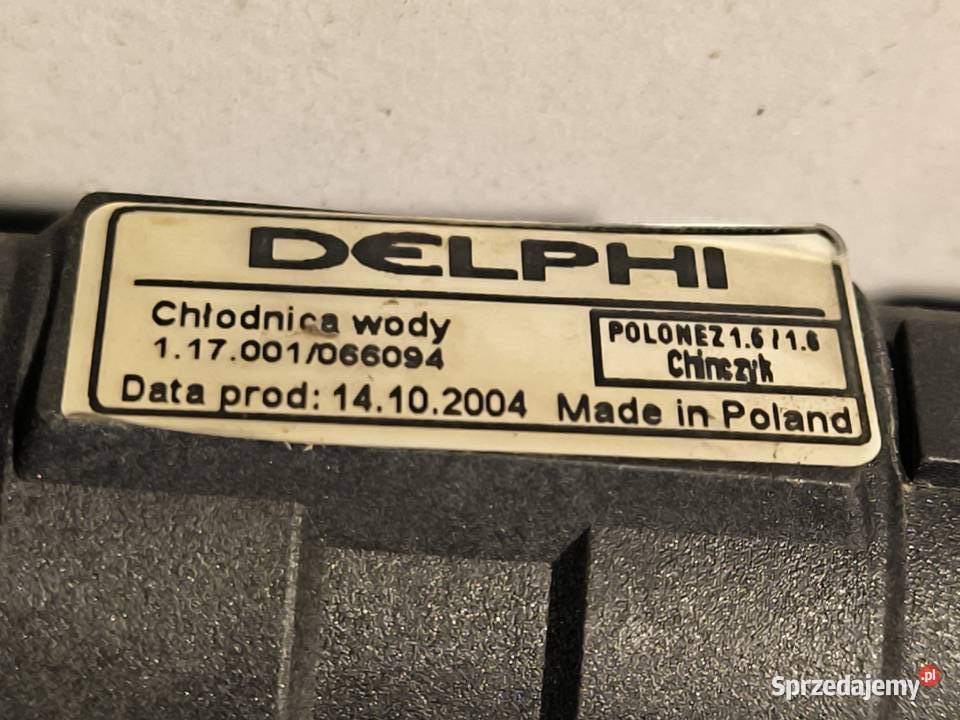 DELPHI
Chłodnica wody
1.17.001/066094
POLONEZ 1.6 / 1.6
Chinczyk
Data prod: 14.10.2004 Made in Poland
Sprzedajemy.pl